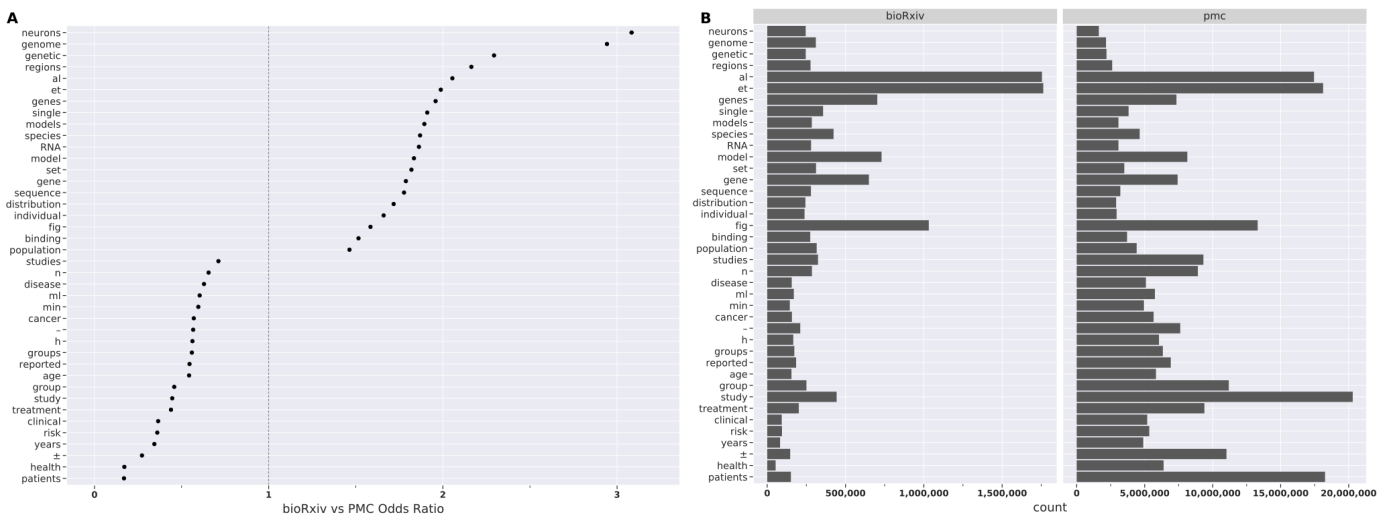 A
neurons
genome
genetic
regions
al
et
genes
single
models
species
RNA
model
set
gene
sequence
distribution
individual
fig
binding
population
studies
n
disease
ml
min
cancer
–
h
groups
reported
age
group
study
treatment
clinical
risk
years
±
health
patients
0 1 2 3
bioRxiv vs PMC Odds Ratio
B
bioRxiv pmc
neurons
genome
genetic
regions
al
et
genes
single
models
species
RNA
model
set
gene
sequence
distribution
individual
fig
binding
population
studies
n
disease
ml
min
cancer
–
h
groups
reported
age
group
study
treatment
clinical
risk
years
±
health
patients
0 500,000 1,000,000 1,500,000 0 5,000,000 10,000,000 15,000,000 20,000,000
count